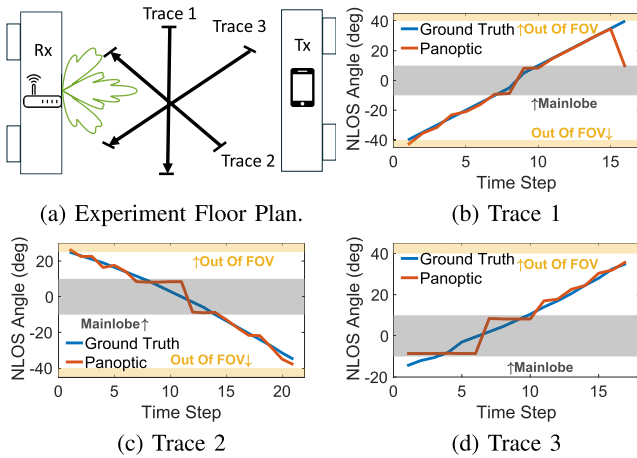 Trace 1
Trace 3
Rx
Tx
Trace 2
(a) Experiment Floor Plan.
NLOS Angle (deg)
40
20
0
-20
-40
Ground Truth
Panoptic
↑Out Of FOV
↑Mainlobe
Out Of FOV↓
0
5
10
15
Time Step
(b) Trace 1
NLOS Angle (deg)
20
0
-20
-40
↑Out Of FOV
Mainlobe↑
Ground Truth
Panoptic
Out Of FOV↓
0
5
10
15
20
Time Step
(c) Trace 2
NLOS Angle (deg)
40
20
0
-20
Ground Truth
Panoptic
↑Out Of FOV
↑Mainlobe
0
5
10
15
Time Step
(d) Trace 3